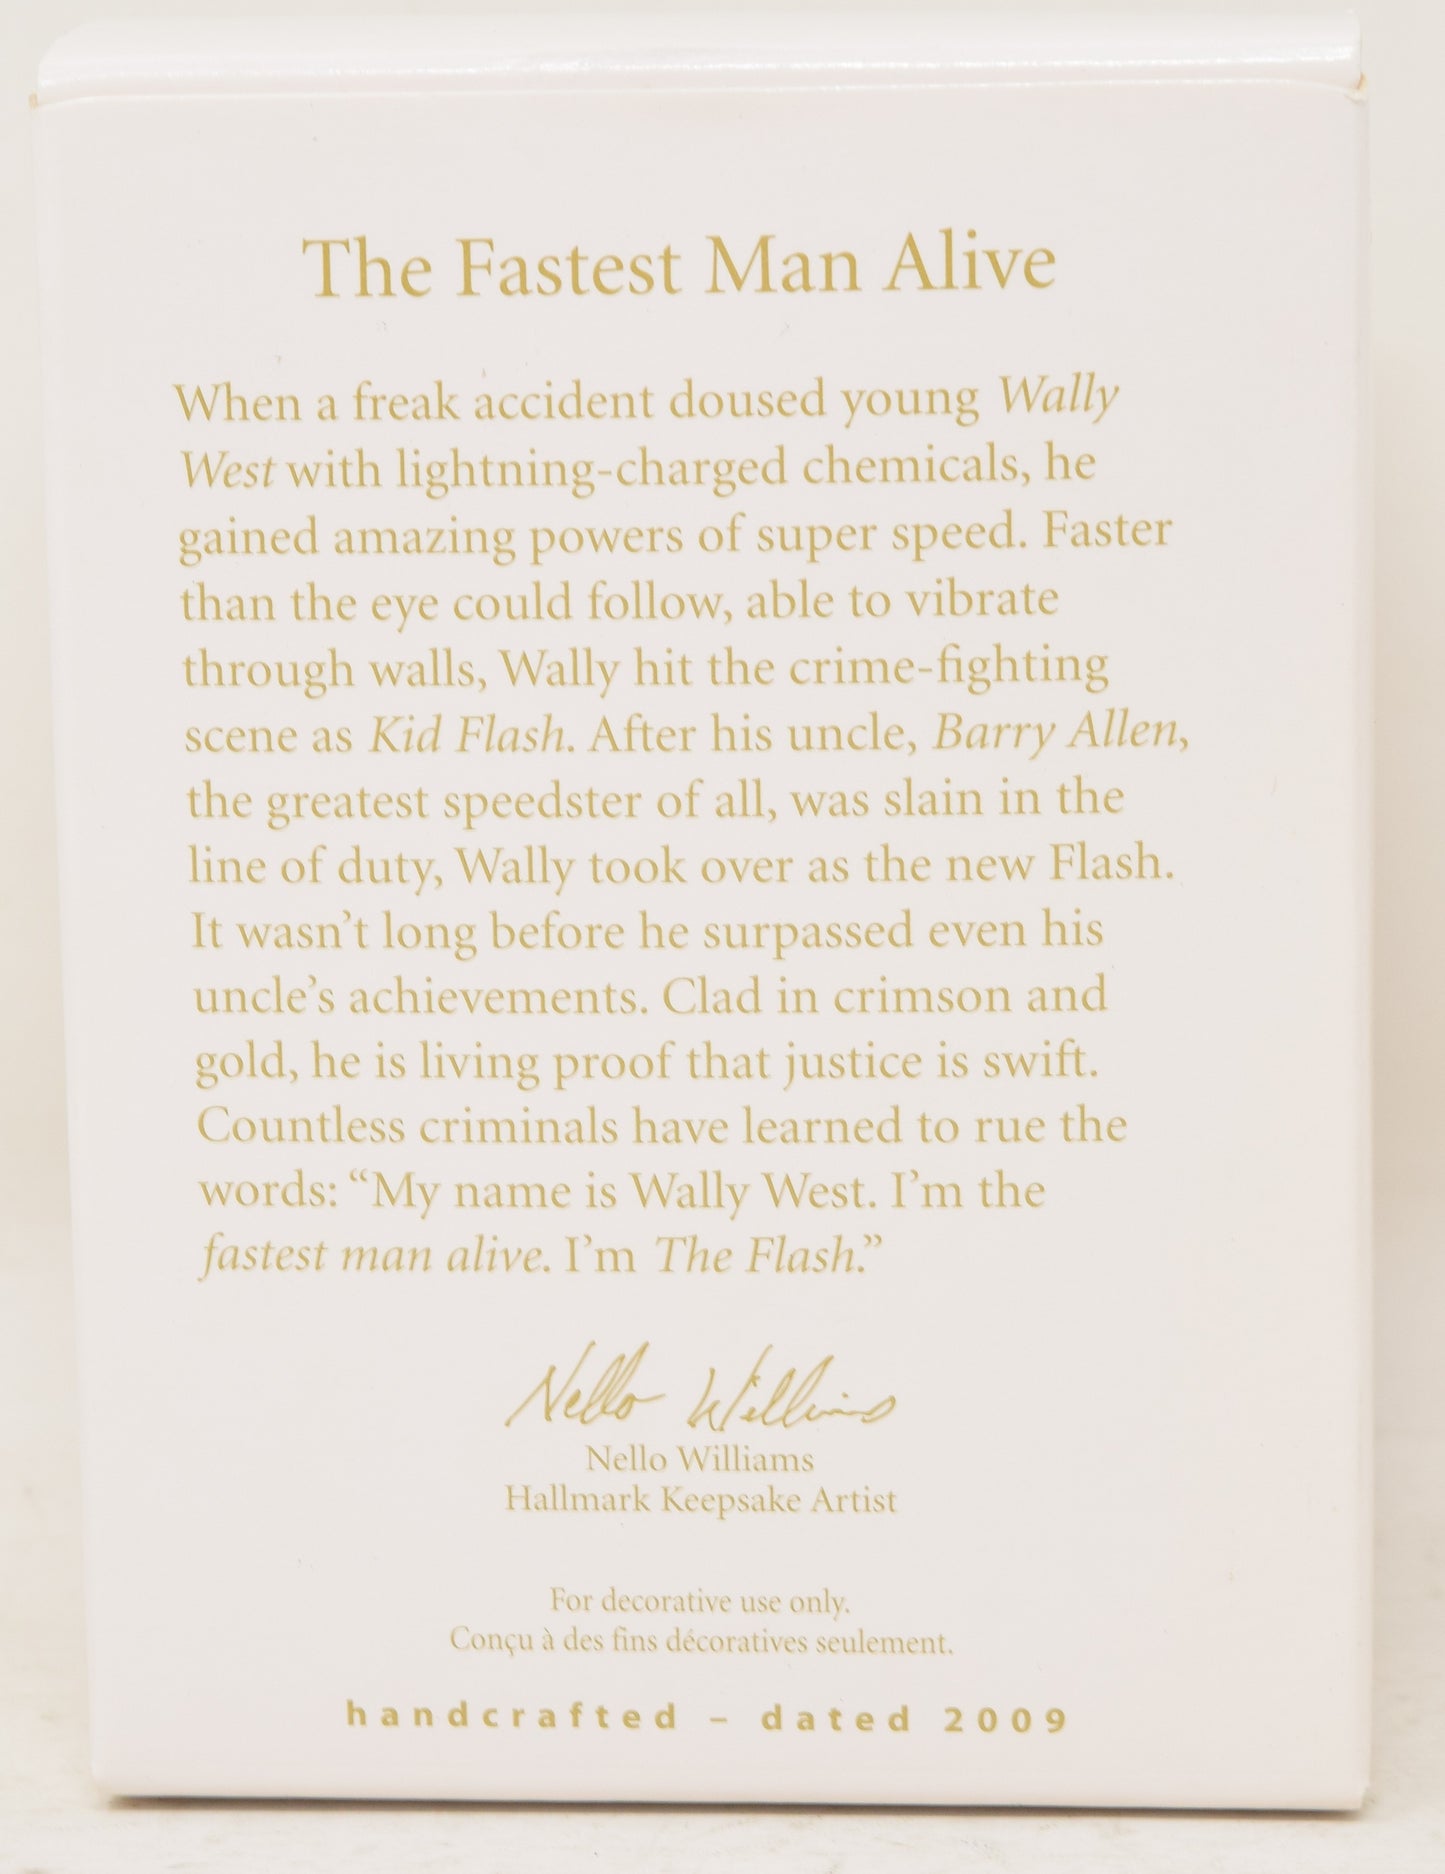 The Fastest Man Alive
When a freak accident doused young Wally
West with lightning-charged chemicals, he
gained amazing powers of super speed. Faster
than the eye could follow, able to vibrate
through walls, Wally hit the crime-fighting
scene as Kid Flash. After his uncle, Barry Allen,
the greatest speedster of all, was slain in the
line of duty, Wally took over as the new Flash.
It wasn’t long before he surpassed even his
uncle’s achievements. Clad in crimson and
gold, he is living proof that justice is swift.
Countless criminals have learned to rue the
words: “My name is Wally West. I’m the
fastest man alive. I’m The Flash.”
Nello Williams
Nello Williams
Hallmark Keepsake Artist
For decorative use only.
Conçu à des fins décoratives seulement.
handcrafted – dated 2009